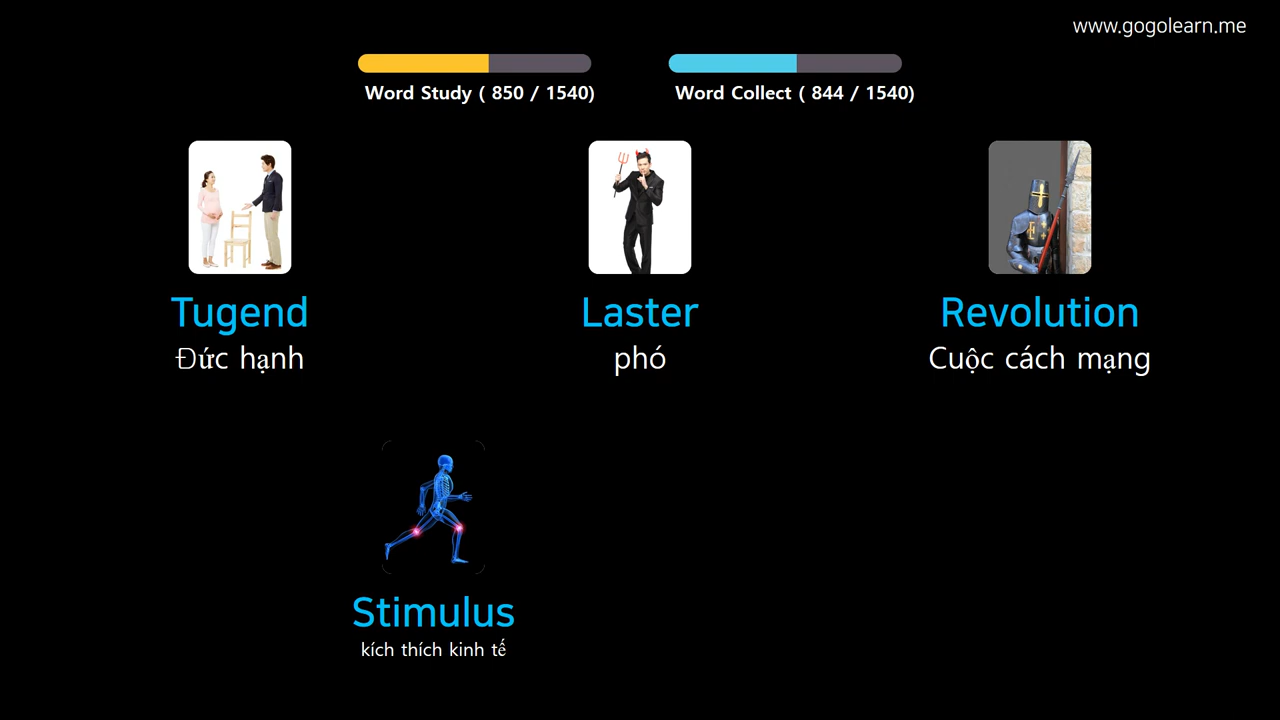 www.gogolearn.me
Word Study ( 850 / 1540)
Word Collect ( 844 / 1540)
Tugend
Đức hạnh
Laster
phó
Revolution
Cuộc cách mạng
Stimulus
kích thích kinh tế